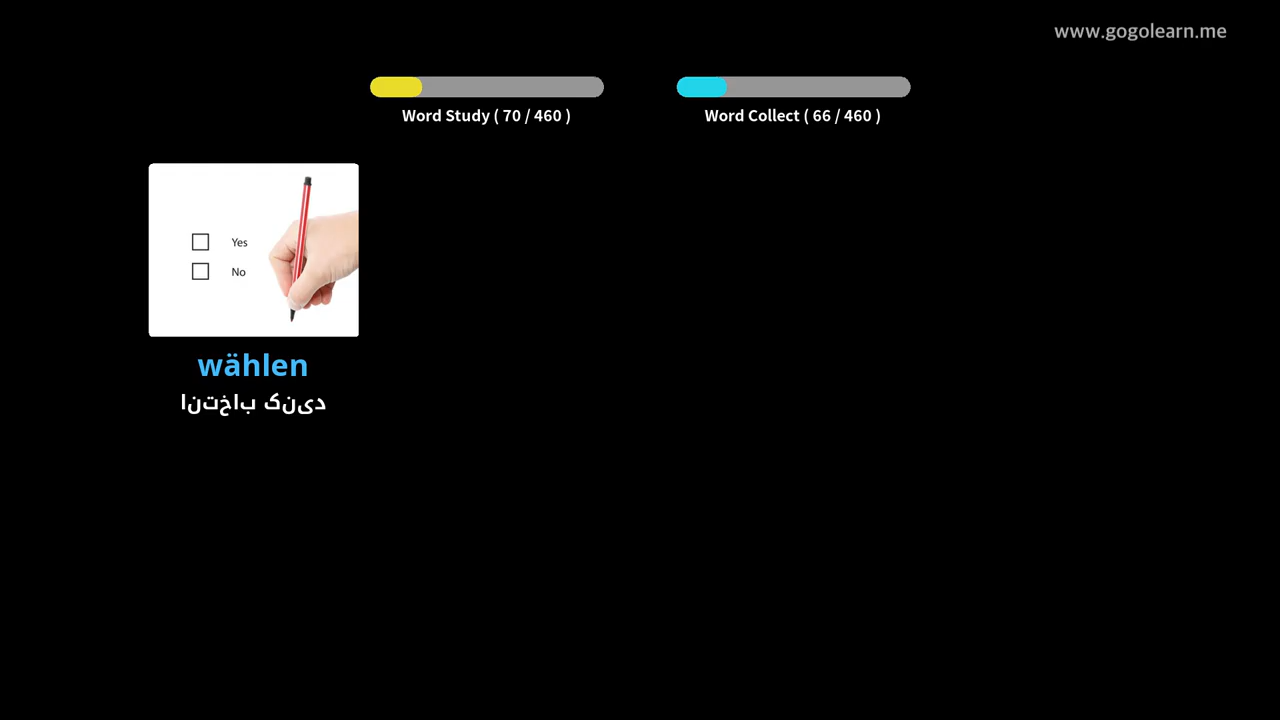 www.gogolearn.me
Word Study ( 70 / 460 )
Word Collect ( 66 / 460 )
Yes
No
wählen
انتخاب کنید